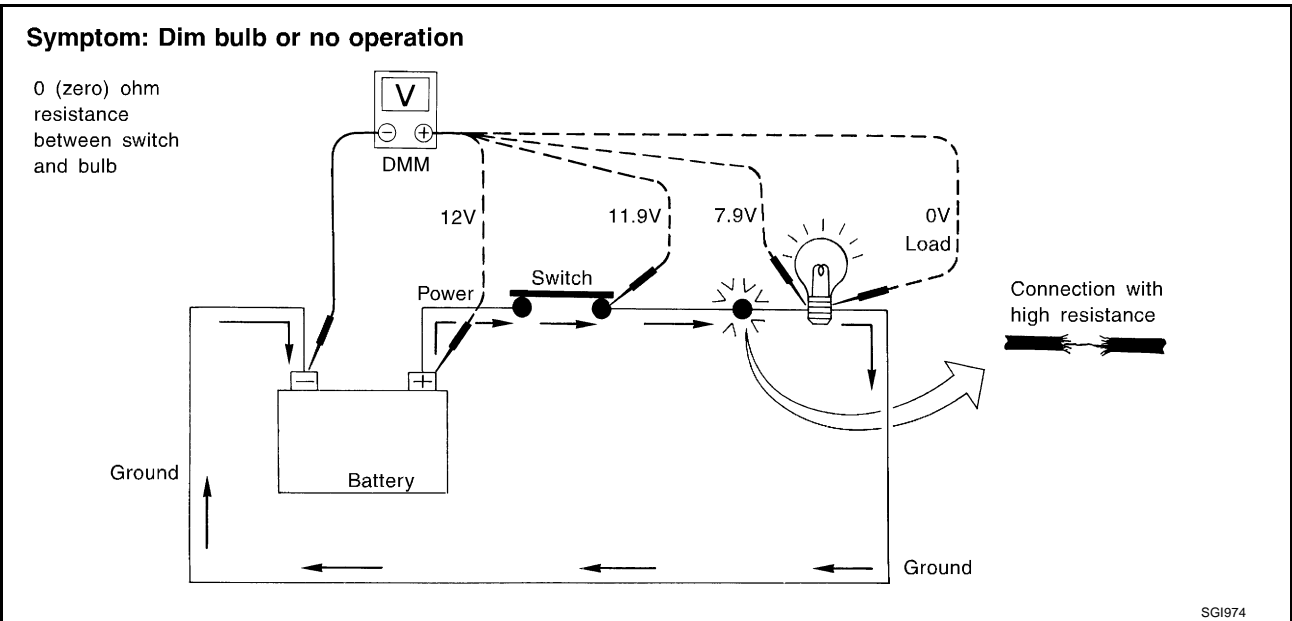 Symptom: Dim bulb or no operation
0 (zero) ohm
resistance
between switch
and bulb
V
− +
DMM
12V
11.9V
7.9V
0V
Load
Switch
Power
Connection with
high resistance
− +
Ground
Battery
Ground
SGI974